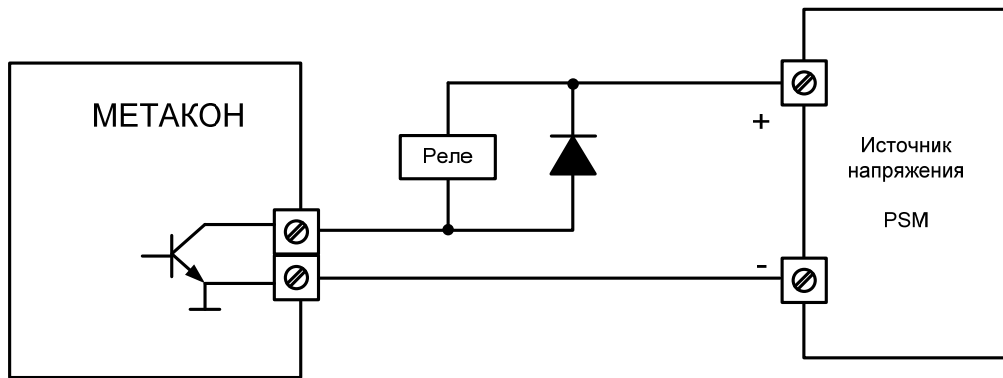 МЕТАКОН
Реле
+
Источник
напряжения
PSM
-